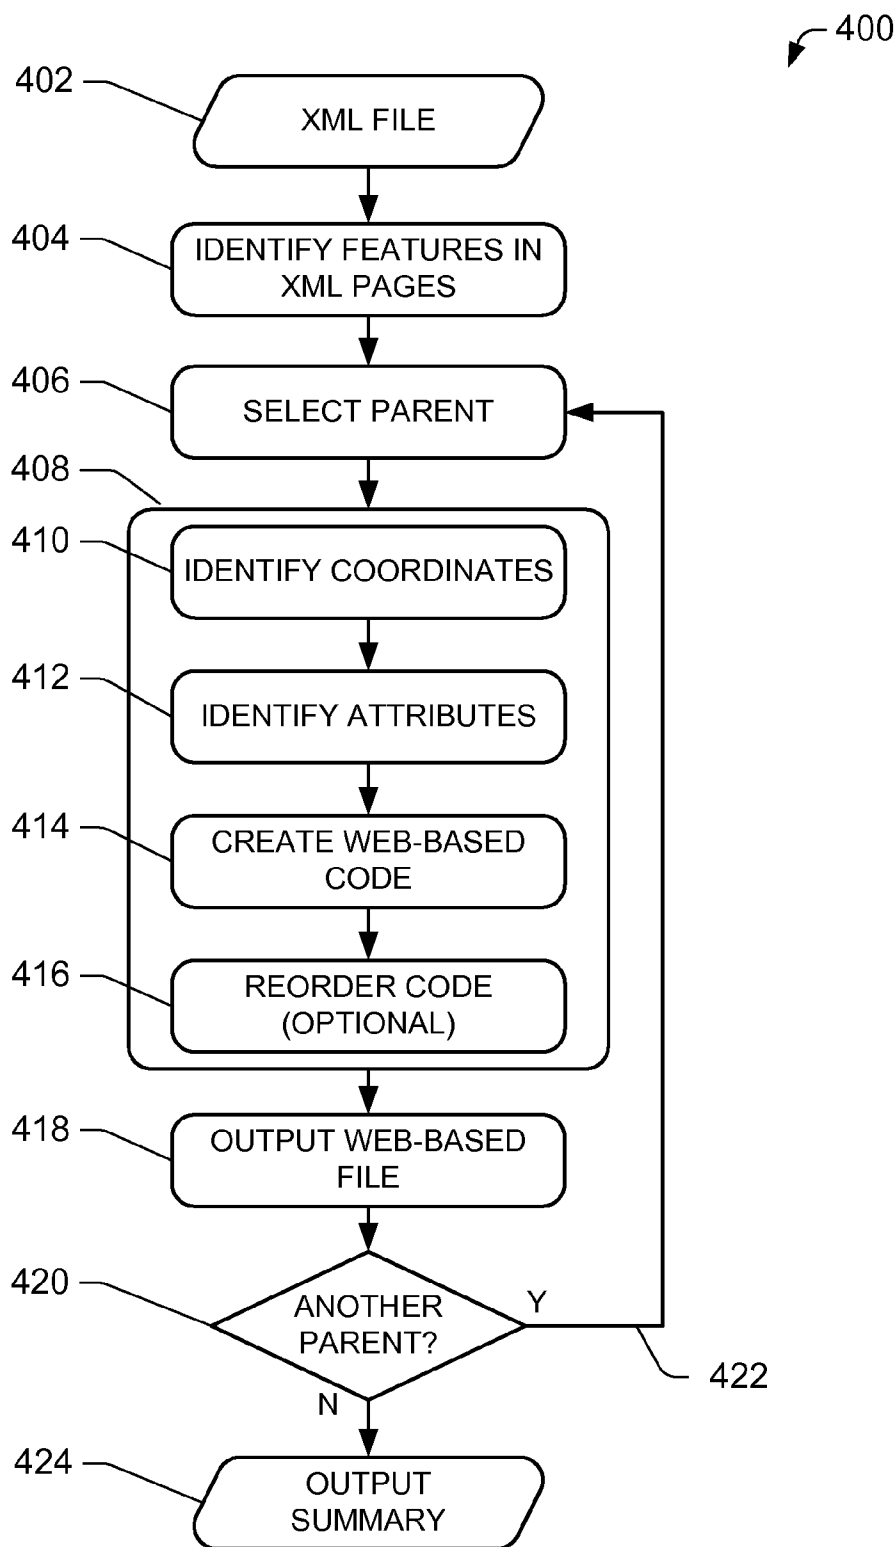 400
402
XML FILE
404
IDENTIFY FEATURES IN
XML PAGES
406
SELECT PARENT
408
410
IDENTIFY COORDINATES
412
IDENTIFY ATTRIBUTES
414
CREATE WEB-BASED
CODE
416
REORDER CODE
(OPTIONAL)
418
OUTPUT WEB-BASED
FILE
420
ANOTHER
PARENT?
Y
422
N
424
OUTPUT
SUMMARY